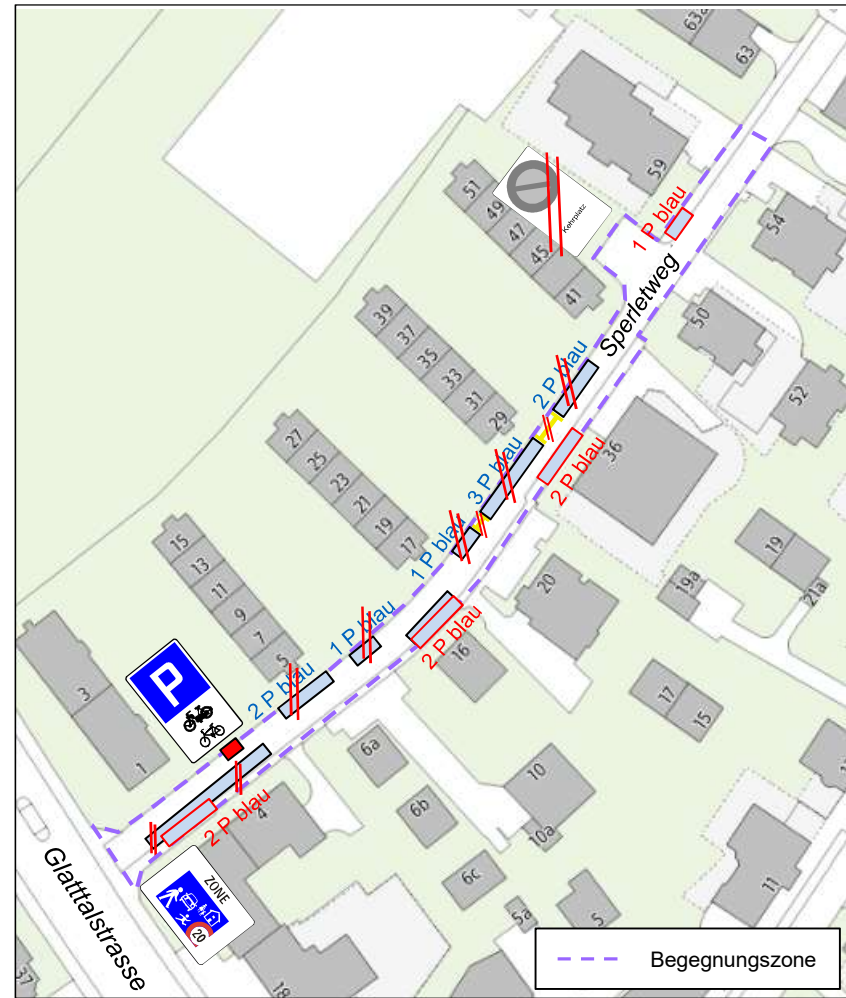 63a
63
59
51
49
47
45
41
Kehrplatz
1 P blau
54
Sperletweg
50
52
39
37
35
33
31
29
2 P blau
3 P blau
36
2 P blau
27
25
23
21
19
17
1 P blau
19
19a
21a
20
15
13
11
9
7
5
1 P blau
2 P blau
16
17
15
3
1
P
2 P blau
6a
10
6b
10a
2 P blau
4
6c
11
5a
5
ZONE
20
Glatttalstrasse
37
18
Begegnungszone